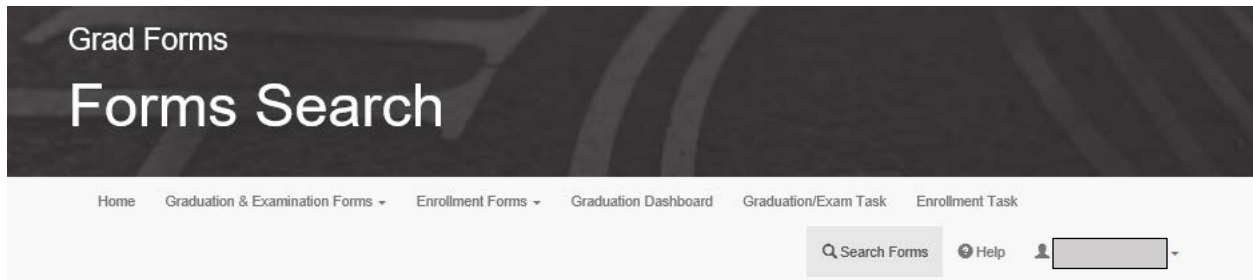 Grad Forms
Forms Search
Home Graduation & Examination Forms Enrollment Forms Graduation Dashboard Graduation/Exam Task Enrollment Task
Search Forms Help